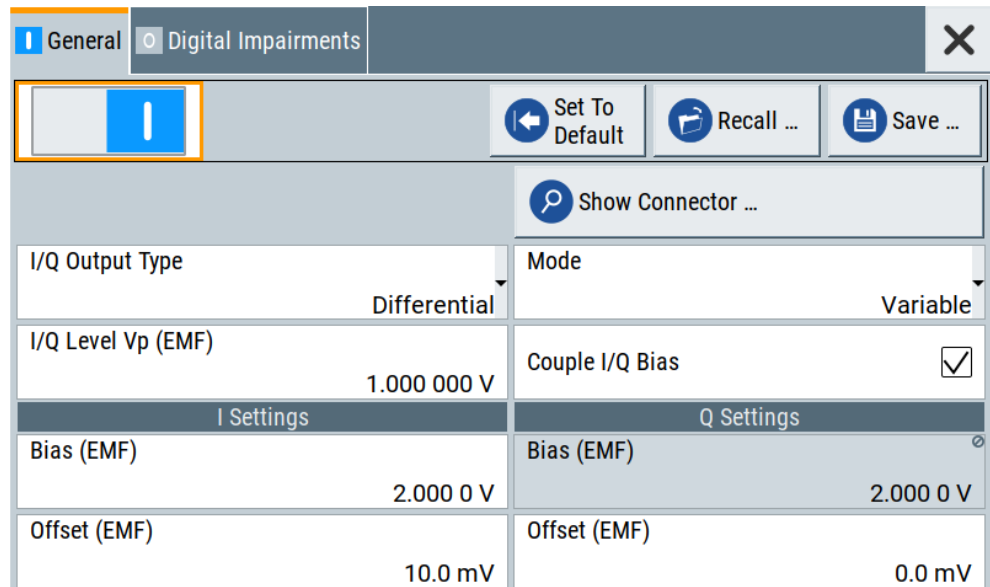 General
Digital Impairments
Set To
Default
Recall ...
Save ...
Show Connector ...
I/Q Output Type
Differential
Mode
Variable
I/Q Level Vp (EMF)
1.000 000 V
Couple I/Q Bias
I Settings
Q Settings
Bias (EMF)
2.000 0 V
Bias (EMF)
2.000 0 V
Offset (EMF)
10.0 mV
Offset (EMF)
0.0 mV